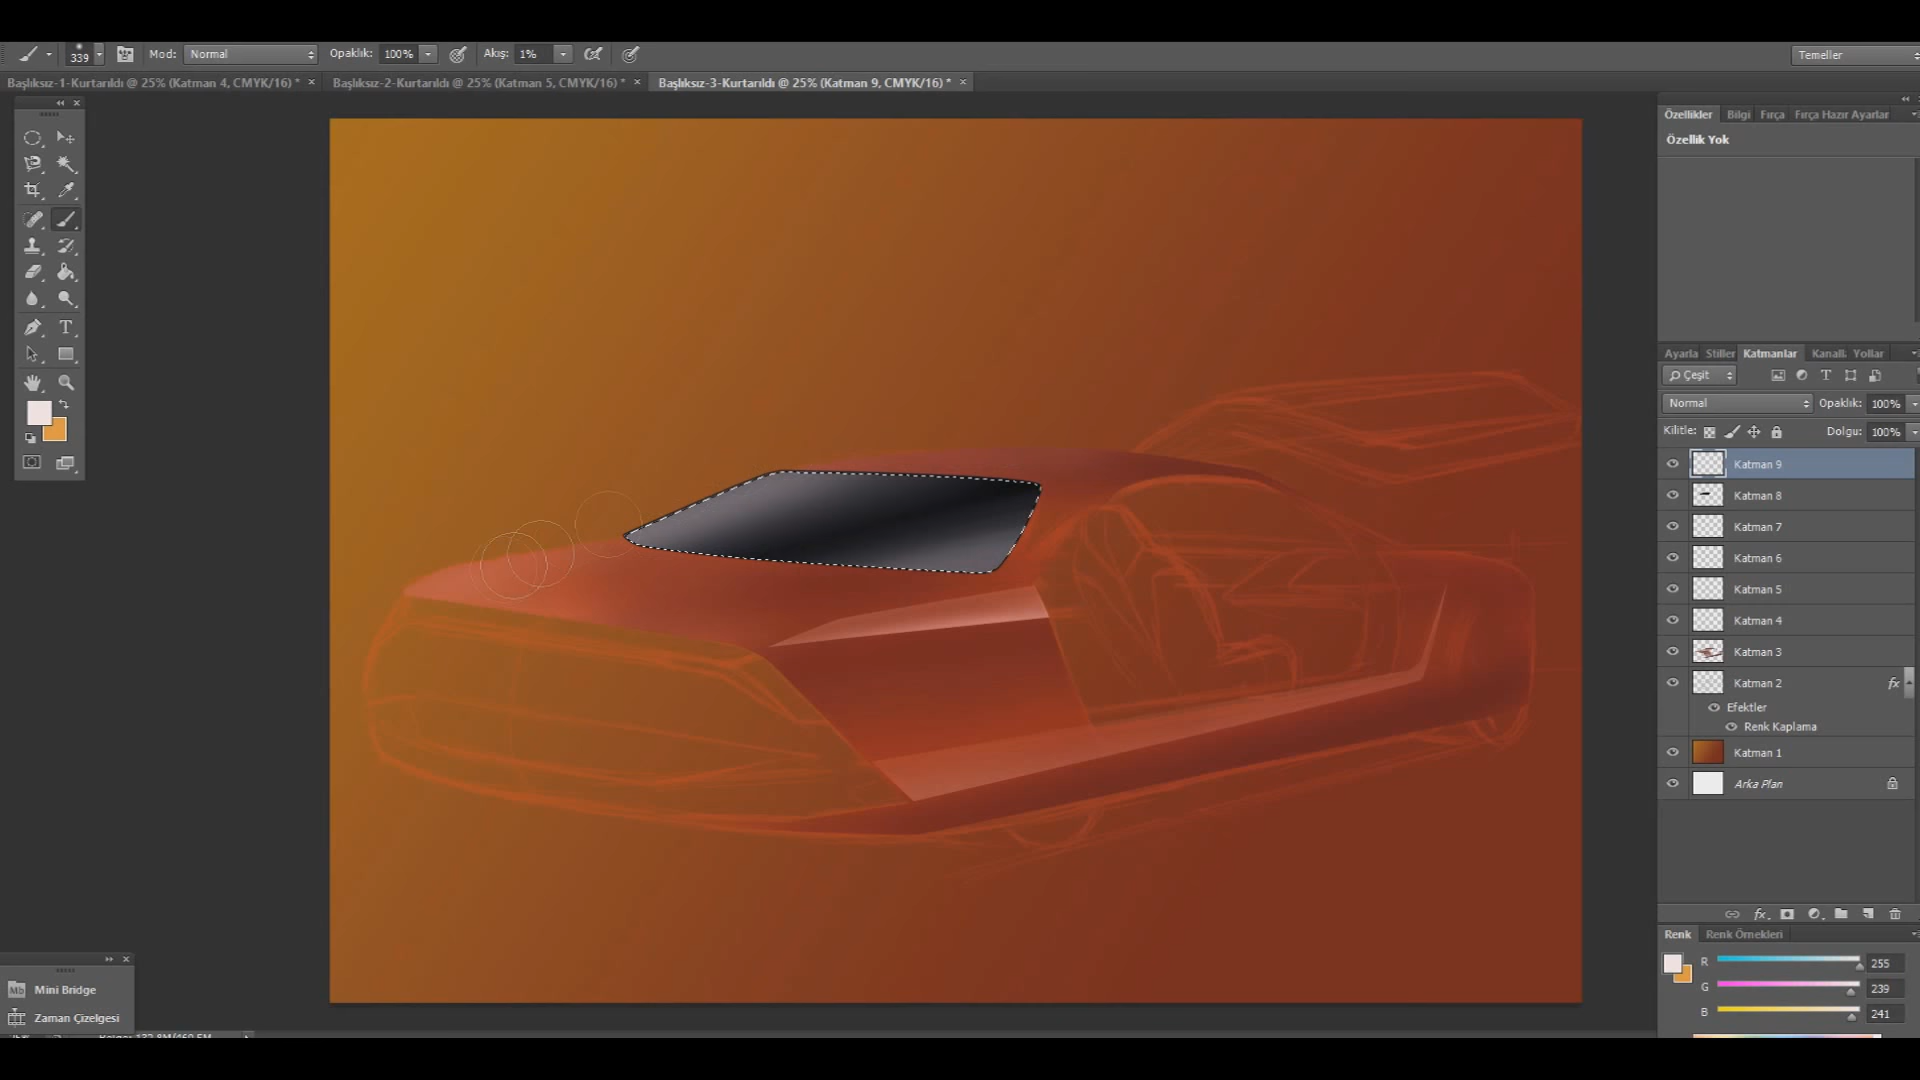 339 Mod: Normal Opaklık: 100% Akış: 1% Temeller
Başlıksız-1-Kurtarıldı @ 25% (Katman 4, CMYK/16) * × Başlıksız-2-Kurtarıldı @ 25% (Katman 5, CMYK/16) * × Başlıksız-3-Kurtarıldı @ 25% (Katman 9, CMYK/16) * ×
Özellikler Bilgi Fırça Fırça Hazır Ayarlar
Özellik Yok
Ayarla Stiller Katmanlar Kanall. Yollar
Çeşit
Normal Opaklık: 100%
Kilitle: Dolgu: 100%
Katman 9
Katman 8
Katman 7
Katman 6
Katman 5
Katman 4
Katman 3
Katman 2 fx
Efektler
Renk Kaplama
Katman 1
Arka Plan
Renk Renk Örnekleri
R 255
G 239
B 241
Mb Mini Bridge
Zaman Çizelgesi